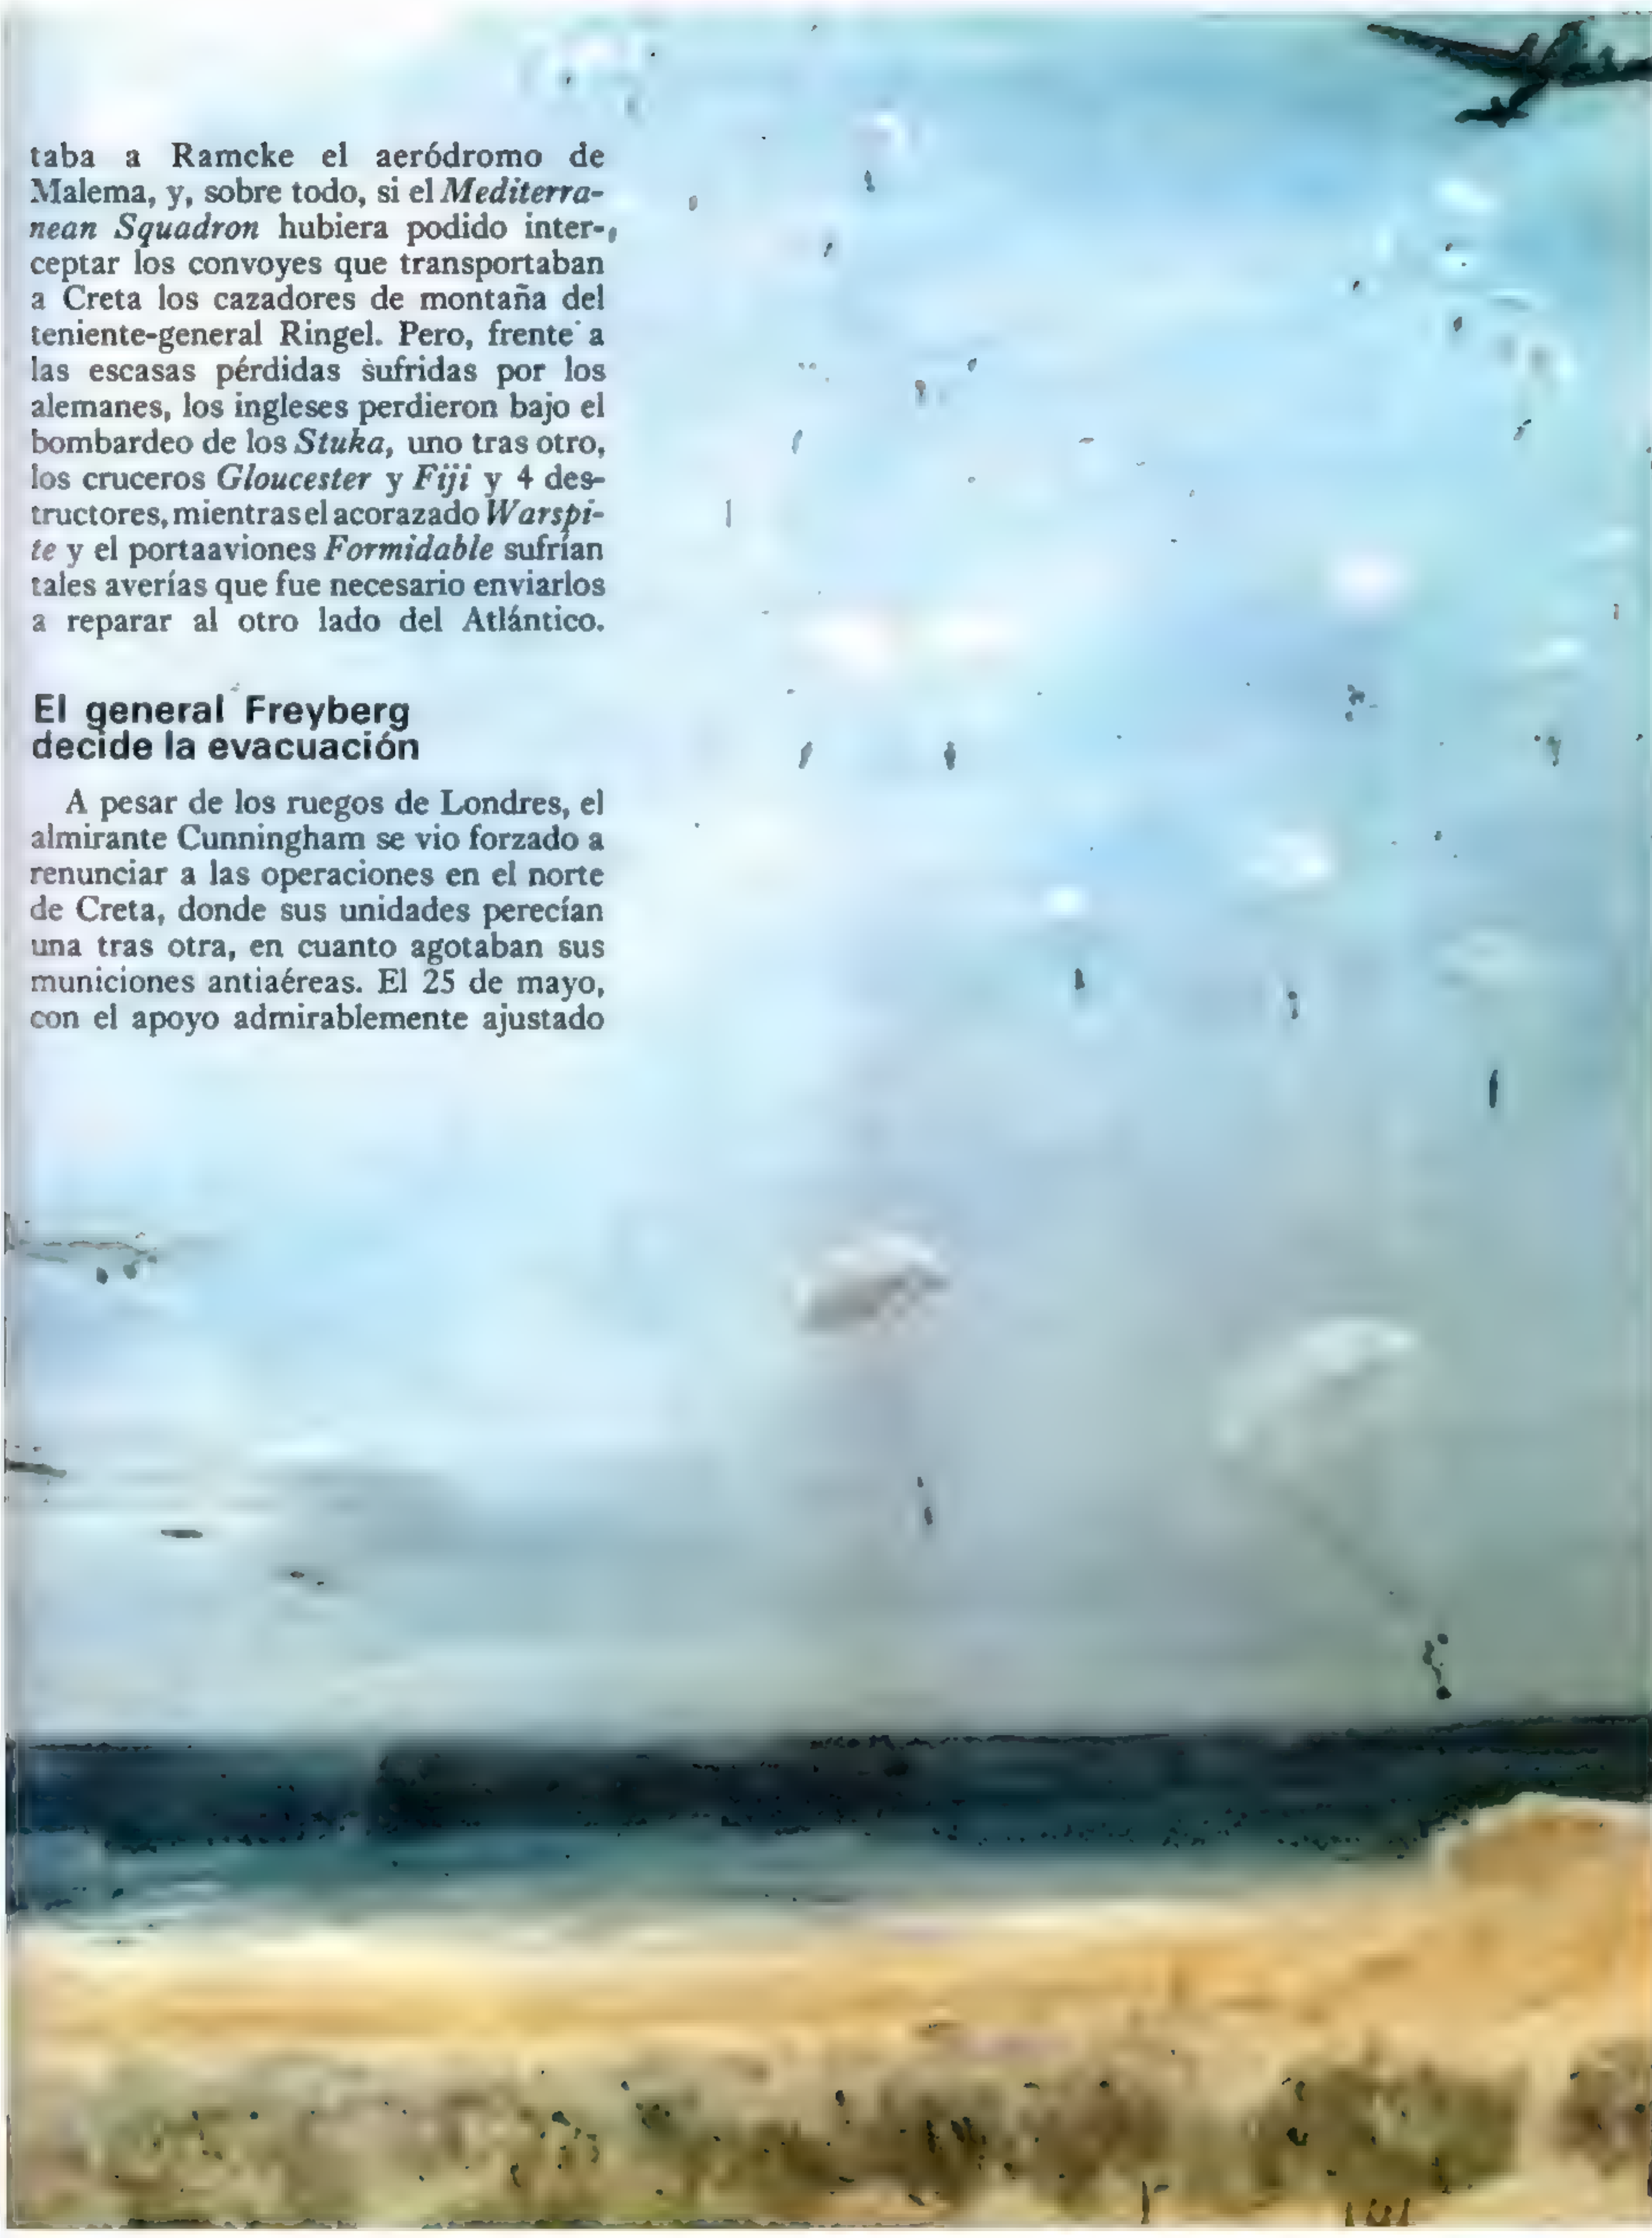 taba a Ramcke el aeródromo de
Malema, y, sobre todo, si el Mediterra-
nean Squadron hubiera podido inter-
ceptar los convoyes que transportaban
a Creta los cazadores de montaña del
teniente-general Ringel. Pero, frente a
las escasas pérdidas sufridas por los
alemanes, los ingleses perdieron bajo el
bombardeo de los Stuka, uno tras otro,
los cruceros Gloucester y Fiji y 4 des-
tructores, mientras el acorazado Warspi-
te y el portaaviones Formidable sufrían
tales averías que fue necesario enviarlos
a reparar al otro lado del Atlántico.
El general Freyberg
decide la evacuación
A pesar de los ruegos de Londres, el
almirante Cunningham se vio forzado a
renunciar a las operaciones en el norte
de Creta, donde sus unidades perecían
una tras otra, en cuanto agotaban sus
municiones antiaéreas. El 25 de mayo,
con el apoyo admirablemente ajustado